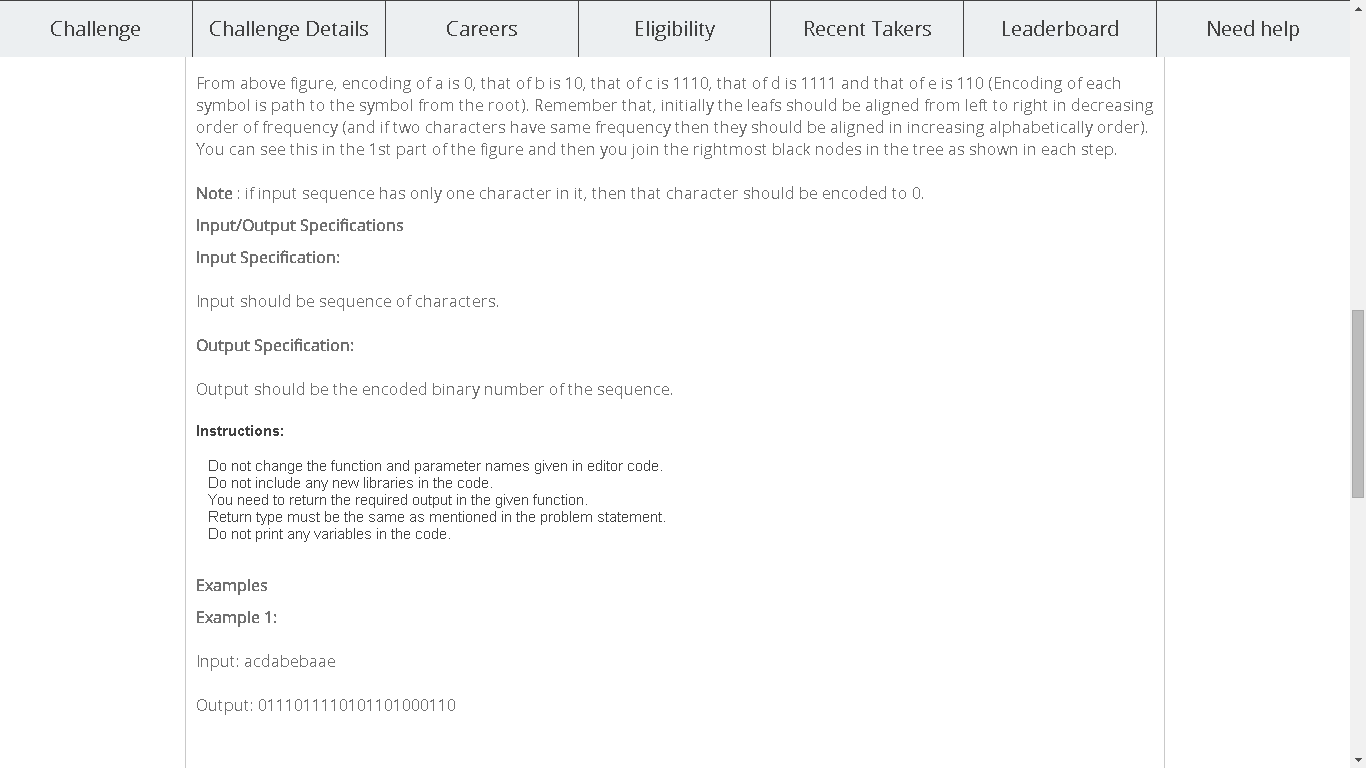 Challenge
Challenge Details
Careers
Eligibility
Recent Takers
Leaderboard
Need help
From above figure, encoding of a is 0, that of b is 10, that of c is 1110, that of d is 1111 and that of e is 110 (Encoding of each
symbol is path to the symbol from the root). Remember that, initially the leafs should be aligned from left to right in decreasing
order of frequency (and if two characters have same frequency then they should be aligned in increasing alphabetically order).
You can see this in the 1st part of the figure and then you join the rightmost black nodes in the tree as shown in each step.
Note : if input sequence has only one character in it, then that character should be encoded to 0.
Input/Output Specifications
Input Specification:
Input should be sequence of characters.
Output Specification:
Output should be the encoded binary number of the sequence.
Instructions:
Do not change the function and parameter names given in editor code.
Do not include any new libraries in the code.
You need to return the required output in the given function.
Return type must be the same as mentioned in the problem statement.
Do not print any variables in the code.
Examples
Example 1:
Input: acdabebaae
Output: 0111011110101101000110